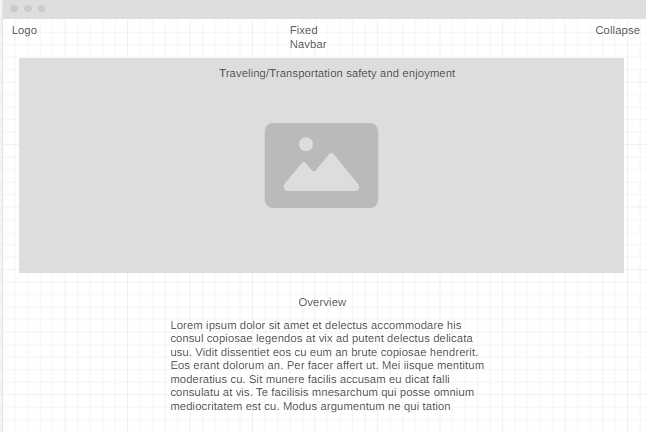 Logo
Fixed
Navbar
Collapse
Traveling/Transportation safety and enjoyment
Overview
Lorem ipsum dolor sit amet et delectus accommodare his
consul copiosae legendos at vix ad putent delectus delicata
usu. Vidit dissentiet eos cu eum an brute copiosae hendrerit.
Eos erant dolorum an. Per facer affert ut. Mei iisque mentitum
moderatius cu. Sit munere facilis accusam eu dicat falli
consulatu at vis. Te facilisis mnesarchum qui posse omnium
mediocritatem est cu. Modus argumentum ne qui tation